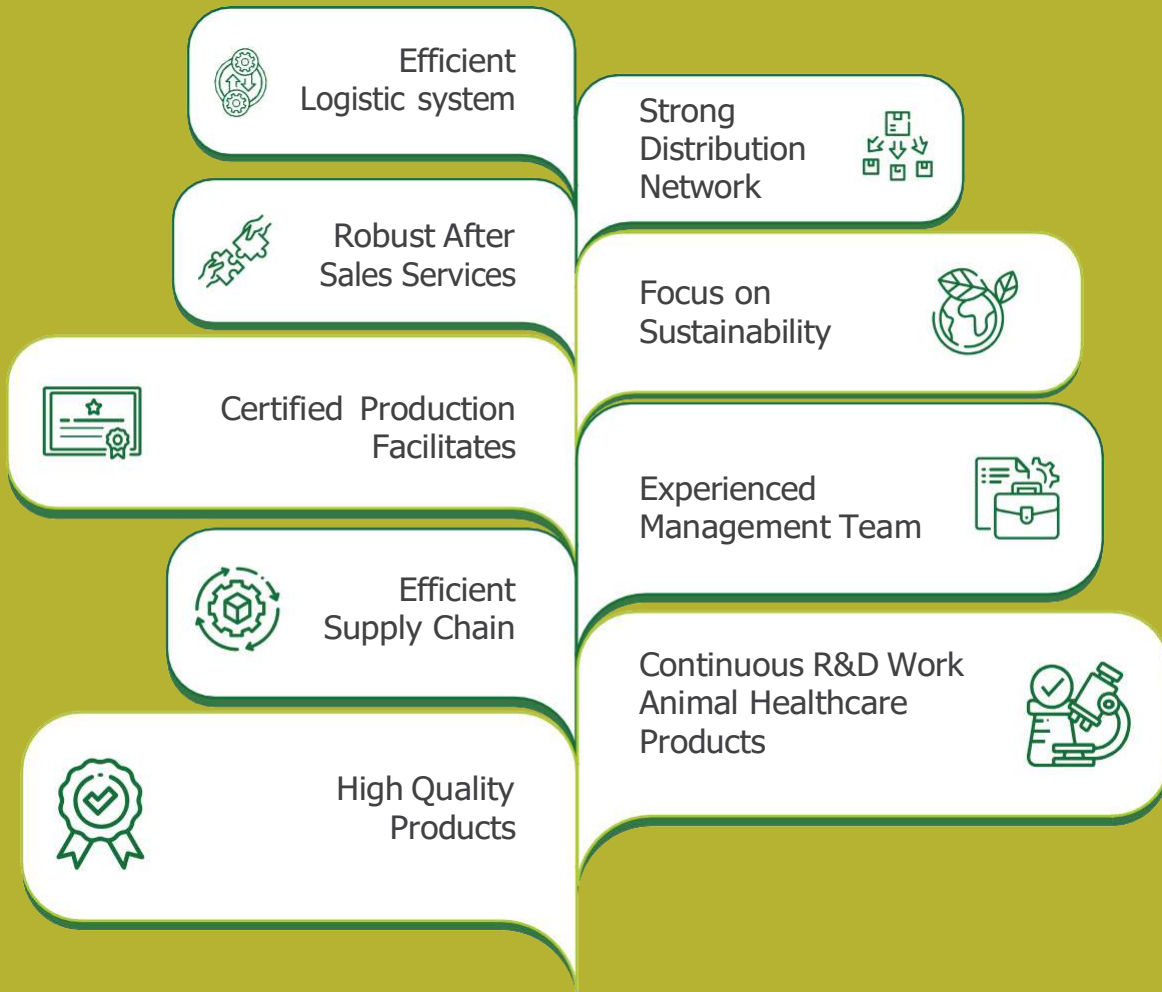 Efficient
Logistic system
Strong
Distribution
Network
Robust After
Sales Services
Focus on
Sustainability
Certified Production
Facilitates
Experienced
Management Team
Efficient
Supply Chain
Continuous R&D Work
Animal Healthcare
Products
High Quality
Products